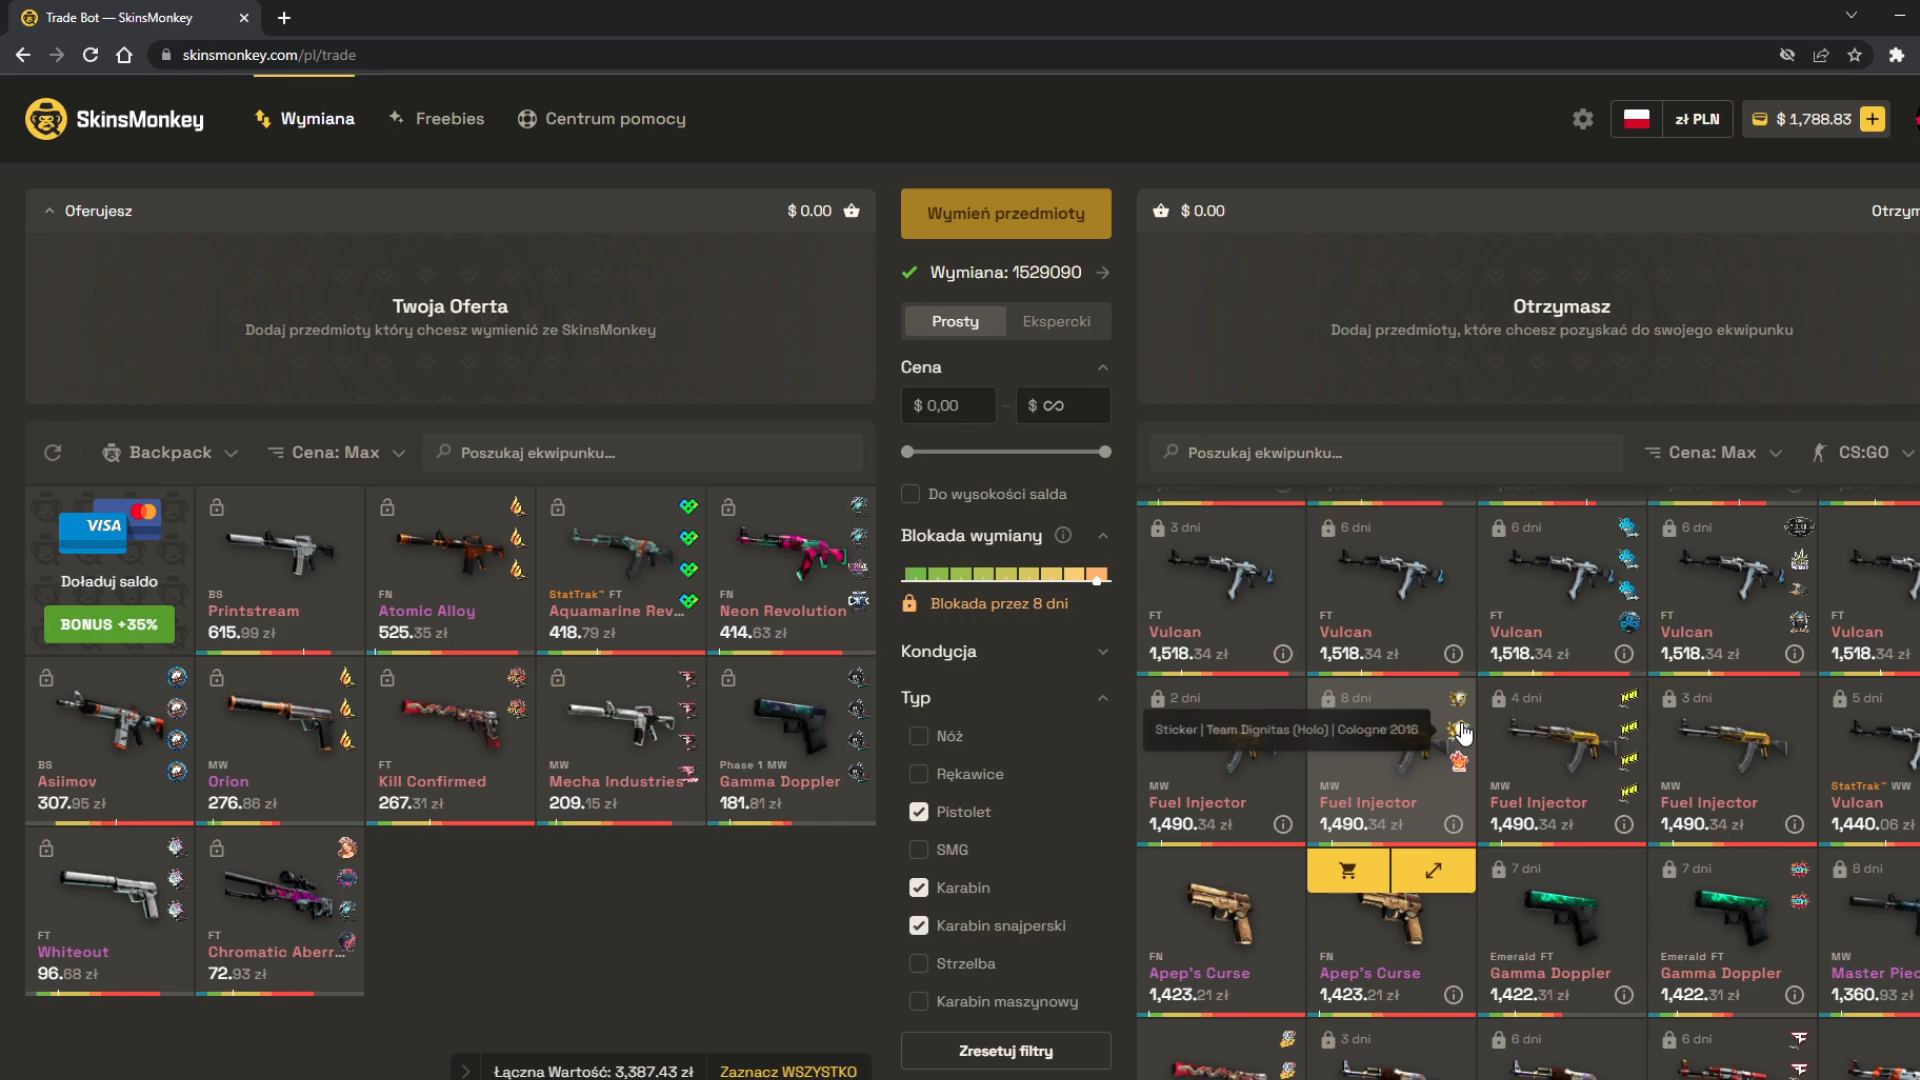 Trade Bot — SkinsMonkey
skinsmonkey.com/pl/trade
SkinsMonkey
Wymiana
Freebies
Centrum pomocy
zł PLN
$ 1,788.83
Oferujesz
$ 0.00
Twoja Oferta
Dodaj przedmioty który chcesz wymienić ze SkinsMonkey
Wymień przedmioty
Wymiana: 1529090
Prosty
Ekspercki
Cena
$ 0,00
–
$ ∞
Do wysokości salda
Blokada wymiany
Blokada przez 8 dni
Kondycja
Typ
Nóż
Rękawice
Pistolet
SMG
Karabin
Karabin snajperski
Strzelba
Karabin maszynowy
Zresetuj filtry
$ 0.00
Otrzym
Otrzymasz
Dodaj przedmioty, które chcesz pozyskać do swojego ekwipunku
Backpack
Cena: Max
Poszukaj ekwipunku...
VISA
Doładuj saldo
BONUS +35%
BS
Printstream
615.99 zł
FN
Atomic Alloy
525.35 zł
StatTrak™ FT
Aquamarine Rev...
418.79 zł
FN
Neon Revolution
414.63 zł
BS
Asiimov
307.95 zł
MW
Orion
276.86 zł
FT
Kill Confirmed
267.31 zł
MW
Mecha Industries
209.15 zł
Phase 1 MW
Gamma Doppler
181.81 zł
FT
Whiteout
96.68 zł
FT
Chromatic Aberr...
72.93 zł
Łączna Wartość: 3,387.43 zł
Zaznacz WSZYSTKO
Poszukaj ekwipunku...
Cena: Max
CS:GO
3 dni
FT
Vulcan
1,518.34 zł
6 dni
FT
Vulcan
1,518.34 zł
6 dni
FT
Vulcan
1,518.34 zł
6 dni
FT
Vulcan
1,518.34 zł
FT
Vulcan
1,518.34 zł
2 dni
MW
Fuel Injector
1,490.34 zł
8 dni
Sticker | Team Dignitas (Holo) | Cologne 2016
MW
Fuel Injector
1,490.34 zł
4 dni
MW
Fuel Injector
1,490.34 zł
3 dni
MW
Fuel Injector
1,490.34 zł
5 dni
StatTrak™ WW
Vulcan
1,440.06 zł
FN
Apep's Curse
1,423.21 zł
FN
Apep's Curse
1,423.21 zł
7 dni
Emerald FT
Gamma Doppler
1,422.31 zł
7 dni
Emerald FT
Gamma Doppler
1,422.31 zł
8 dni
MW
Master Piec
1,360.93 zł
3 dni
6 dni
6 dni